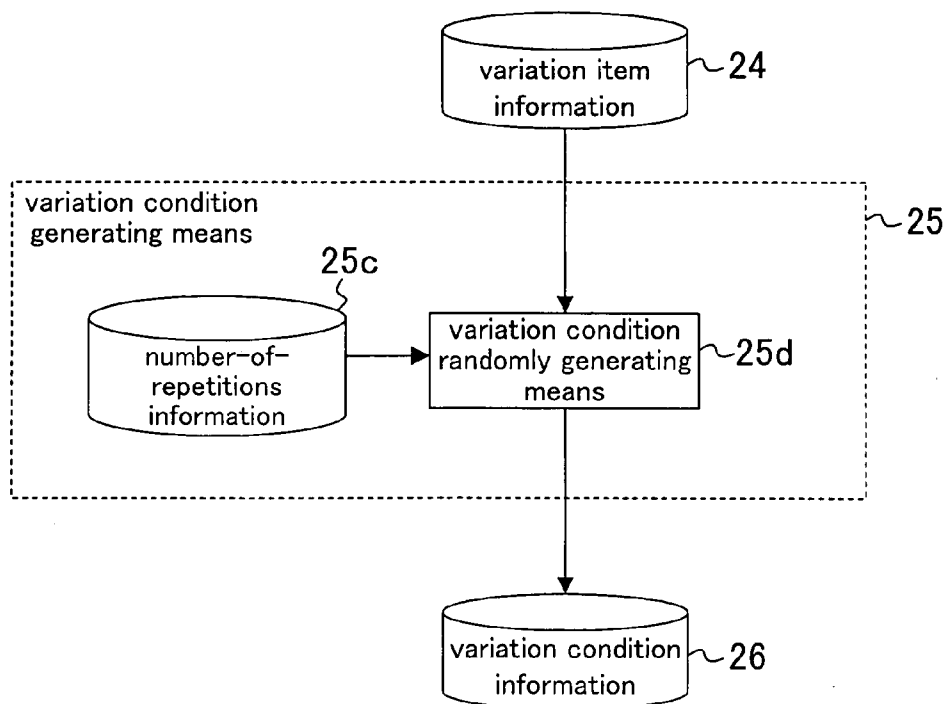 variation item
information
24
variation condition
generating means
25
25c
number-of-
repetitions
information
variation condition
randomly generating
means
25d
variation condition
information
26